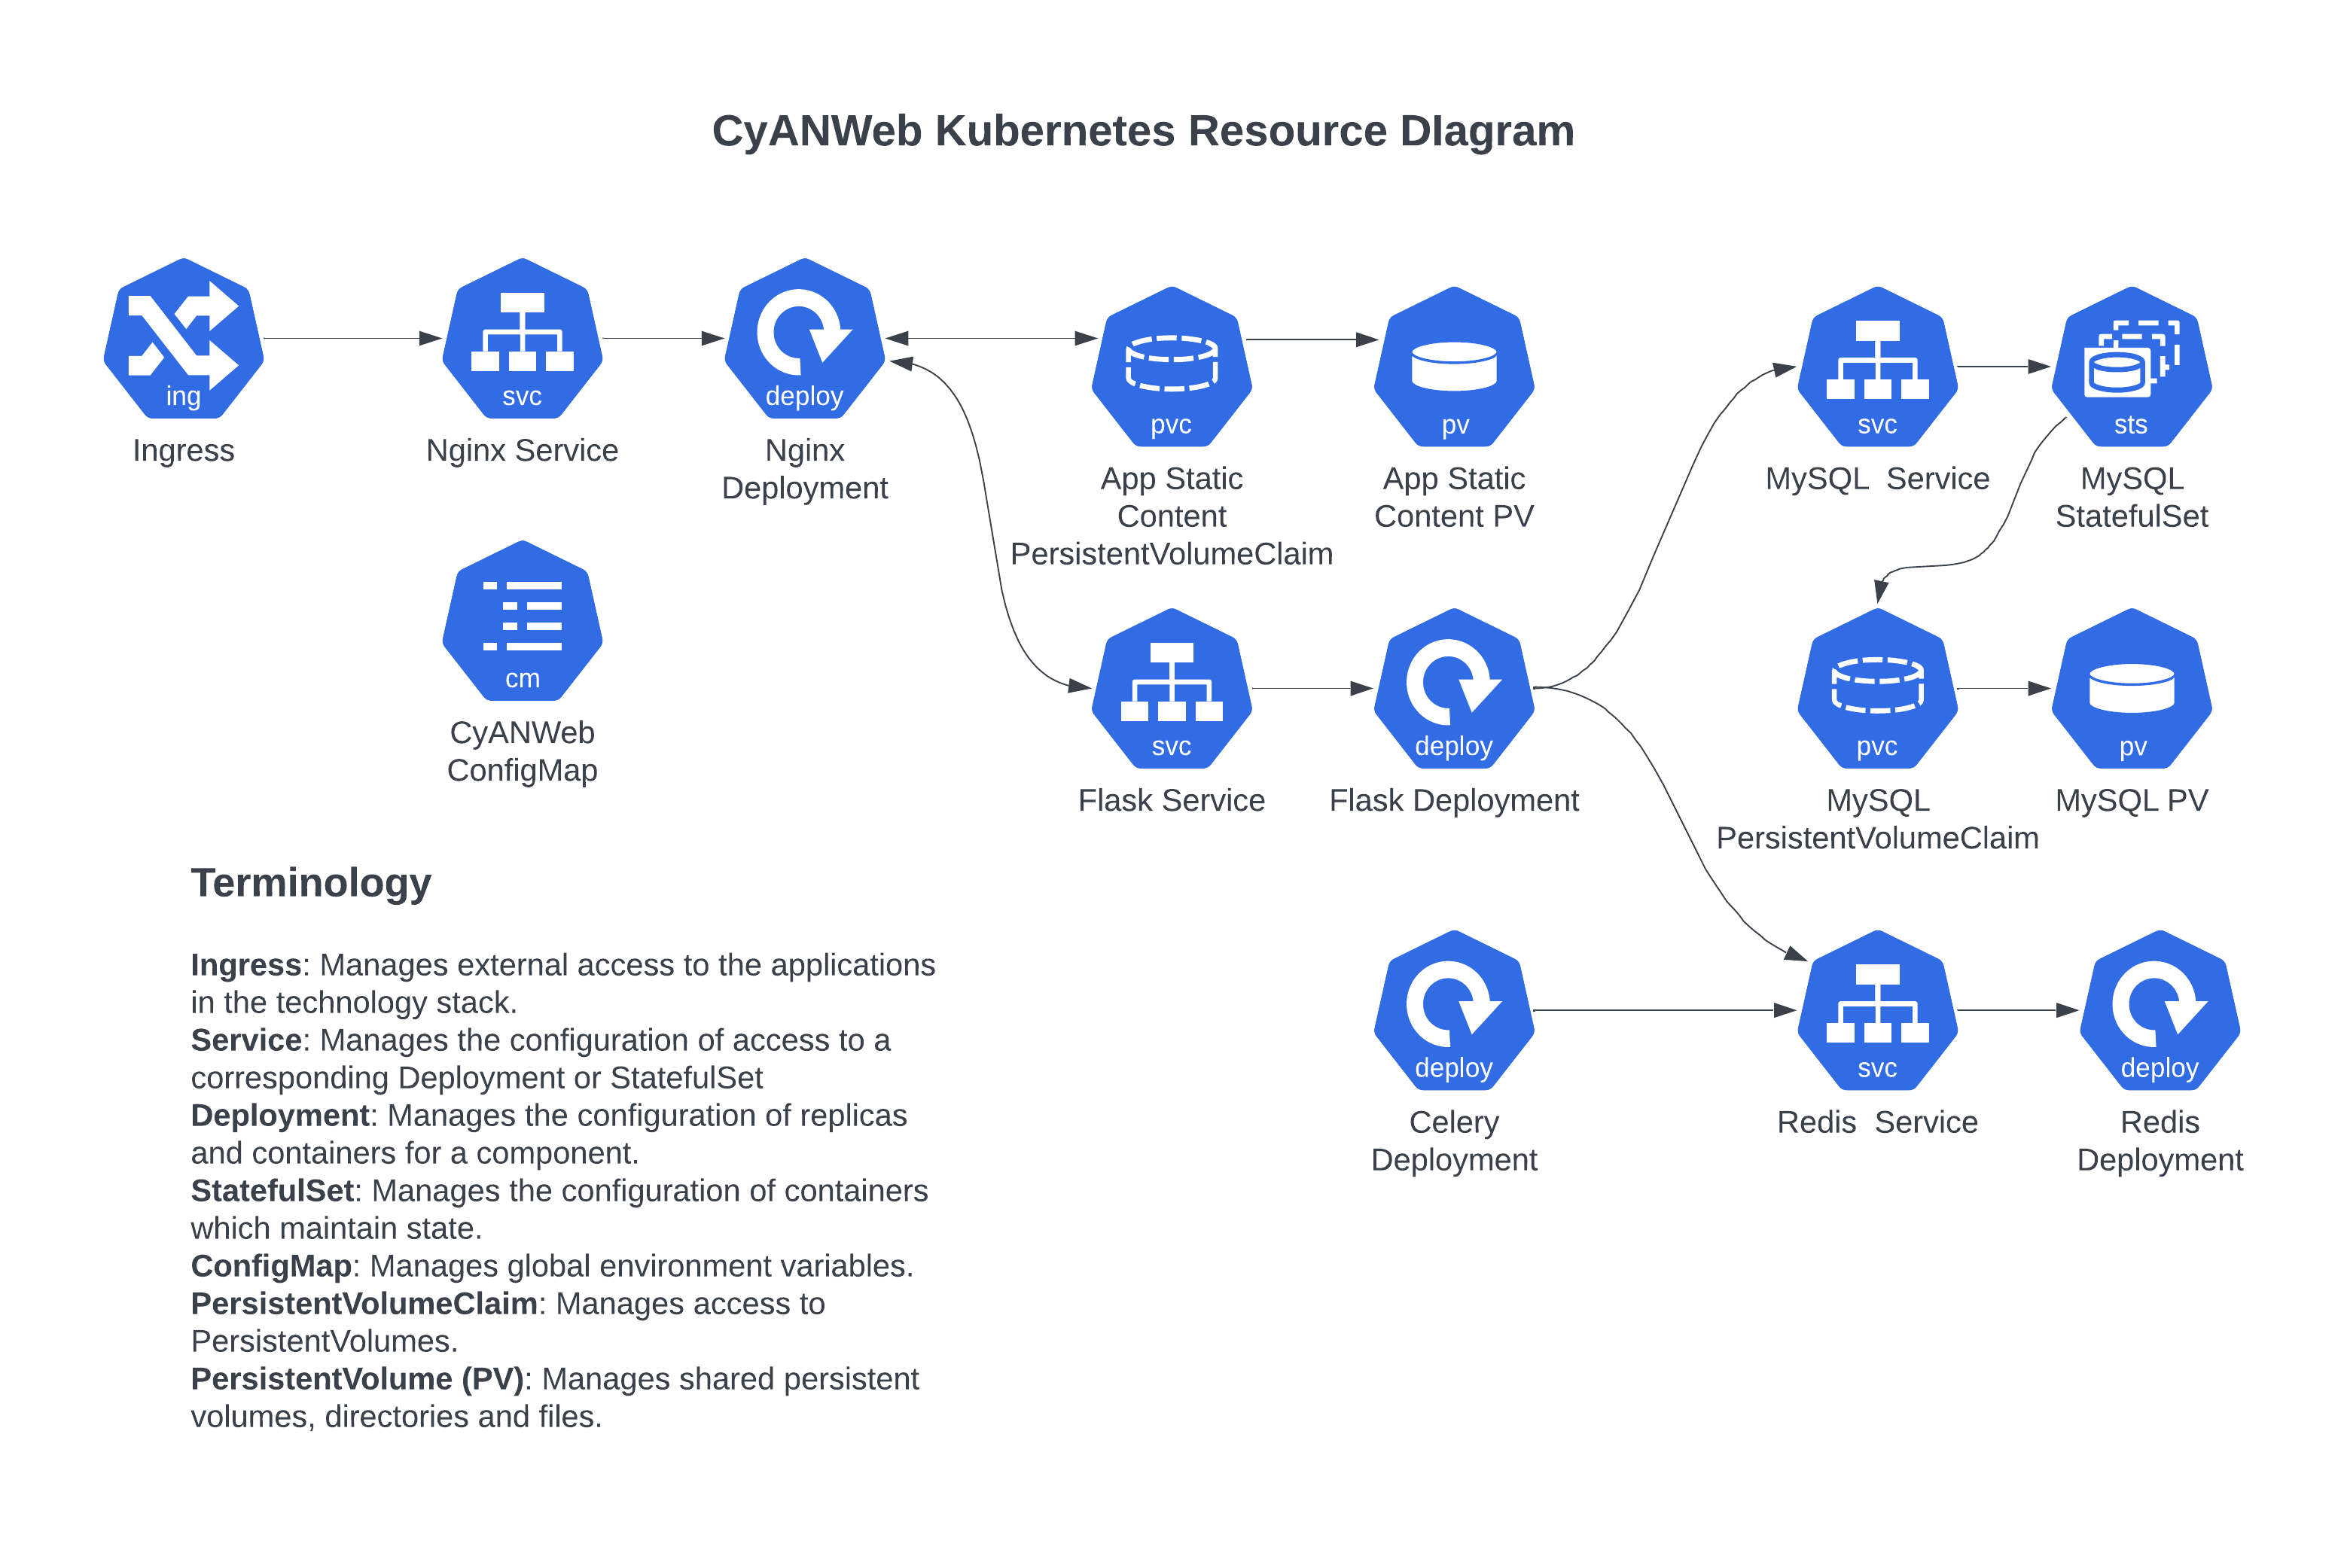 CyANWeb Kubernetes Resource DIagram
ing
Ingress
svc
Nginx Service
deploy
Nginx
Deployment
pvc
App Static
Content
PersistentVolumeClaim
pv
App Static
Content PV
svc
MySQL  Service
sts
MySQL
StatefulSet
cm
CyANWeb
ConfigMap
svc
Flask Service
deploy
Flask Deployment
pvc
MySQL
PersistentVolumeClaim
pv
MySQL PV
deploy
Celery
Deployment
svc
Redis  Service
deploy
Redis
Deployment
Terminology
Ingress: Manages external access to the applications
in the technology stack.
Service: Manages the configuration of access to a
corresponding Deployment or StatefulSet
Deployment: Manages the configuration of replicas
and containers for a component.
StatefulSet: Manages the configuration of containers
which maintain state.
ConfigMap: Manages global environment variables.
PersistentVolumeClaim: Manages access to
PersistentVolumes.
PersistentVolume (PV): Manages shared persistent
volumes, directories and files.